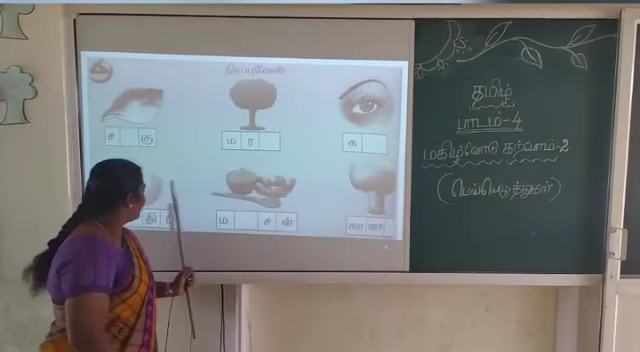 நிரப்புவேன்
ச கு
ம ர
க
தி
ம ச ள்
கா ளா
தமிழ்
பாடம்-4
மகிழ்வோடு கற்போம்-2
(மெய்யெழுத்துகள்)